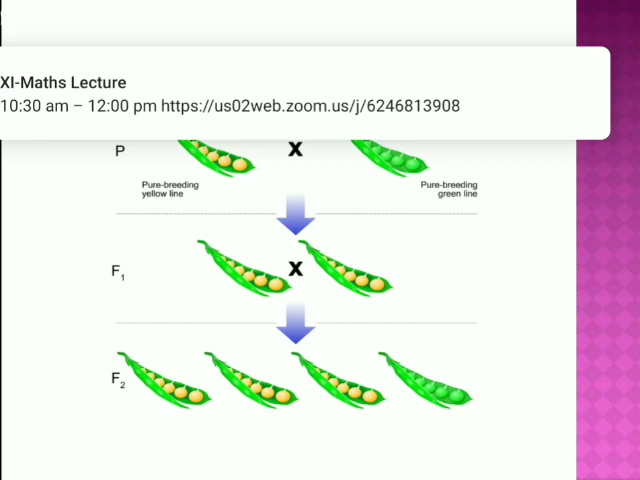 XI-Maths Lecture
10:30 am – 12:00 pm https://us02web.zoom.us/j/6246813908
P X
Pure-breeding
yellow line
Pure-breeding
green line
F₁ X
F₂